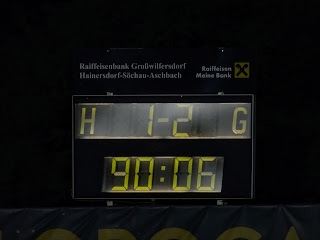 Raiffeisenbank Großwilfersdorf
Hainersdorf-Söchau-Aschbach
Raiffeisen
Meine Bank
H 1-2 G
90:06